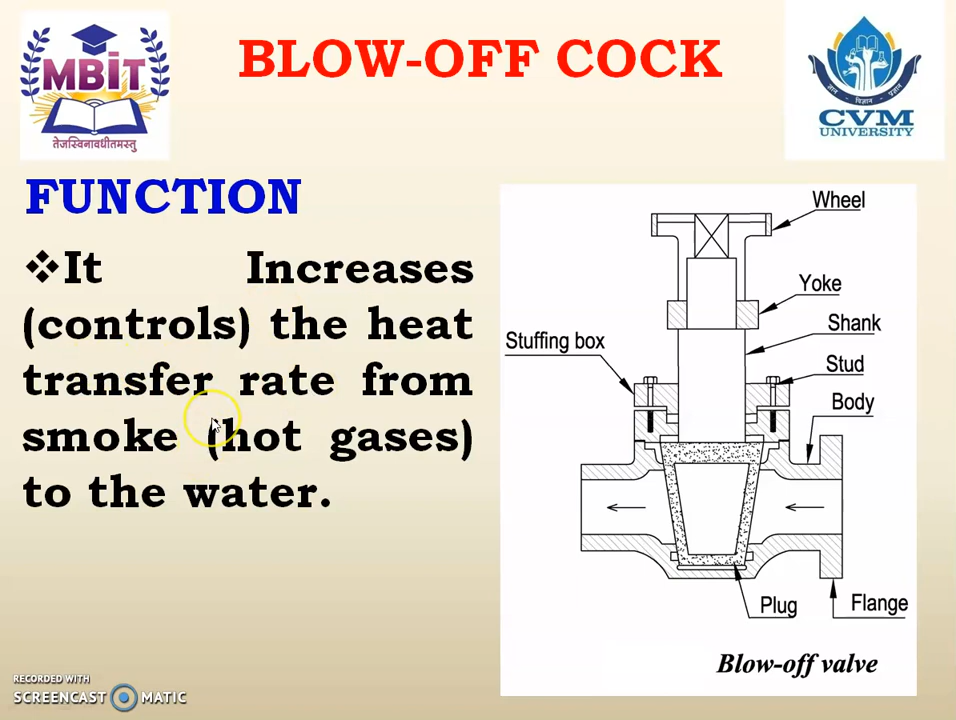 BLOW-OFF COCK
MBIT
तेजस्विनावधीतमस्तु
CVM
UNIVERSITY
FUNCTION
❖It Increases
(controls) the heat
transfer rate from
smoke (hot gases)
to the water.
Wheel
Yoke
Shank
Stuffing box
Stud
Body
Plug
Flange
Blow-off valve
RECORDED WITH
SCREENCAST MATIC